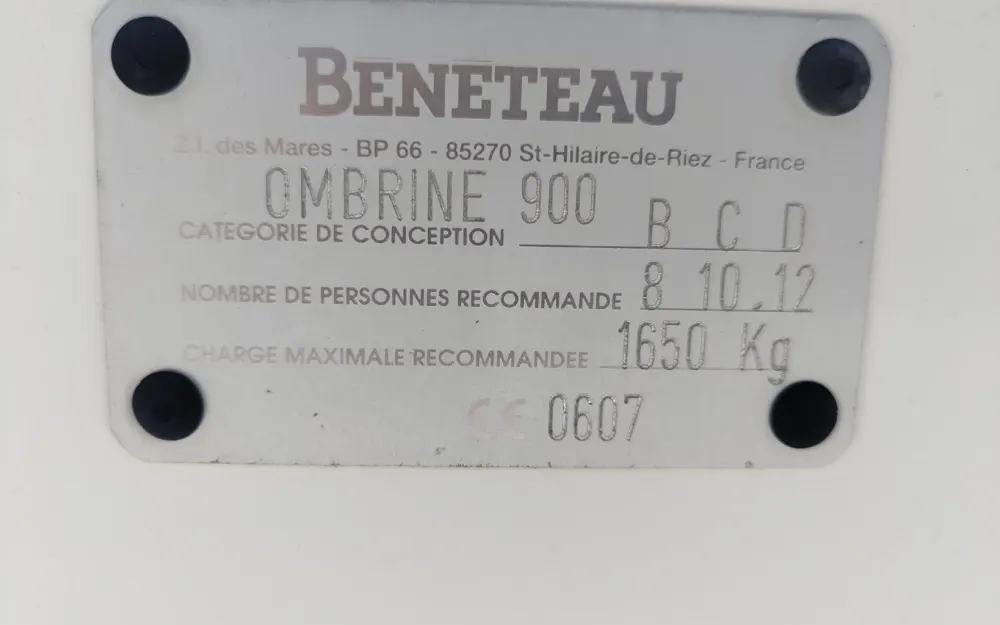 BENETEAU
Z.I. des Mares - BP 66 - 85270 St-Hilaire-de-Riez - France
OMBRINE 900
CATEGORIE DE CONCEPTION B C D
NOMBRE DE PERSONNES RECOMMANDE 8 10.12
CHARGE MAXIMALE RECOMMANDEE 1650 Kg
CE 0607